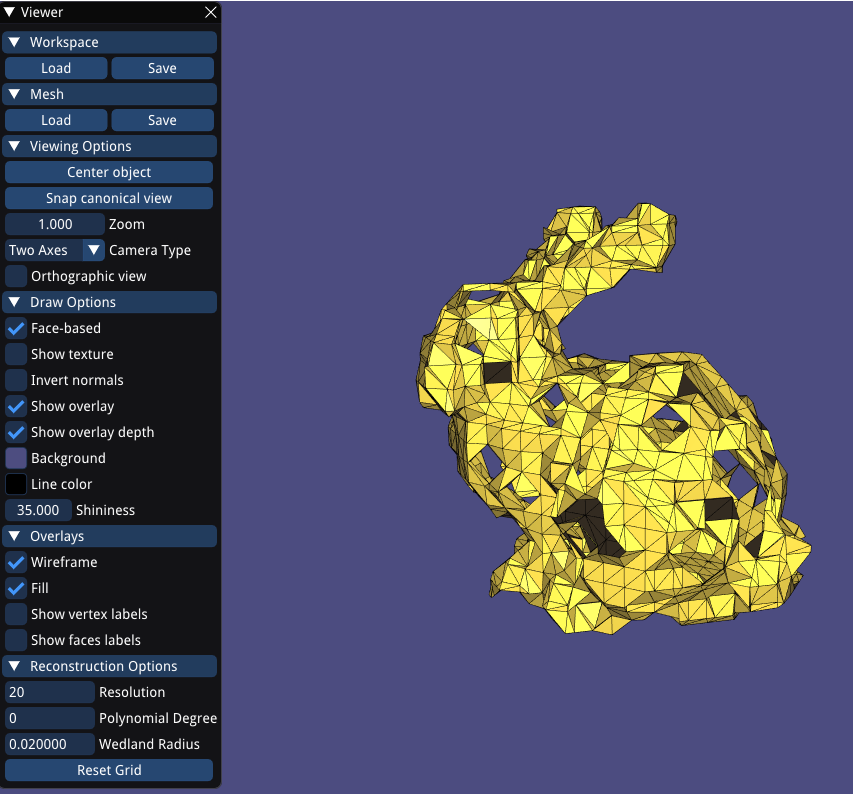 Viewer
Workspace
Load Save
Mesh
Load Save
Viewing Options
Center object
Snap canonical view
1.000 Zoom
Two Axes Camera Type
Orthographic view
Draw Options
Face-based
Show texture
Invert normals
Show overlay
Show overlay depth
Background
Line color
35.000 Shininess
Overlays
Wireframe
Fill
Show vertex labels
Show faces labels
Reconstruction Options
20 Resolution
0 Polynomial Degree
0.020000 Wedland Radius
Reset Grid